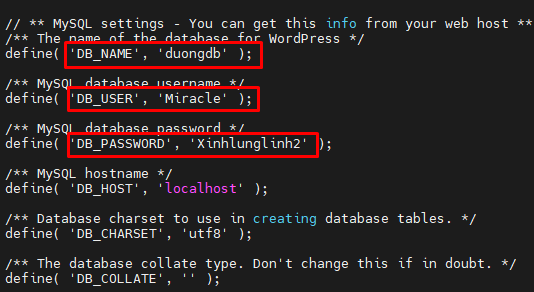 // ** MySQL settings - You can get this info from your web host **
/** The name of the database for WordPress */
define( 'DB_NAME', 'duongdb' );
/** MySQL database username */
define( 'DB_USER', 'Miracle' );
/** MySQL database password */
define( 'DB_PASSWORD', 'Xinhlunglinh2' );
/** MySQL hostname */
define( 'DB_HOST', 'localhost' );
/** Database charset to use in creating database tables. */
define( 'DB_CHARSET', 'utf8' );
/** The database collate type. Don't change this if in doubt. */
define( 'DB_COLLATE', '' );